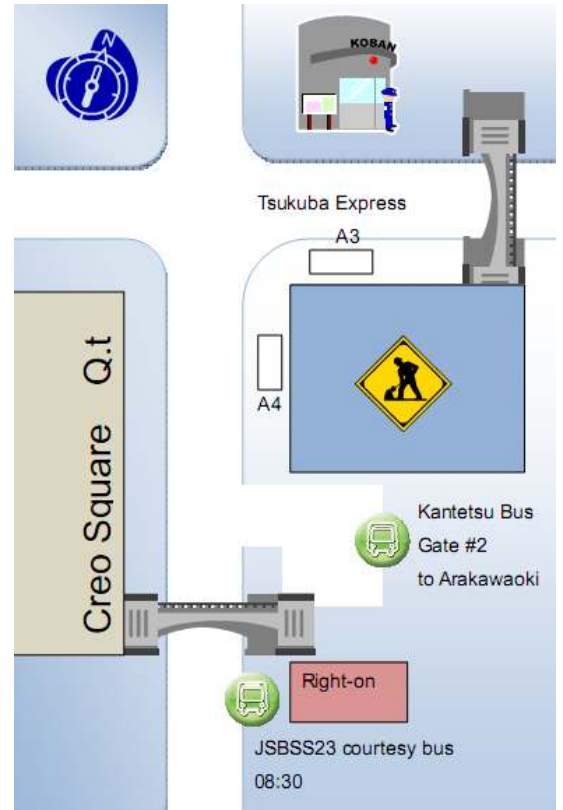 N
KOBAN
Tsukuba Express
A3
A4
Creo Square Q.t
Kantetsu Bus
Gate #2
to Arakawaoki
Right-on
JSBSS23 courtesy bus
08:30